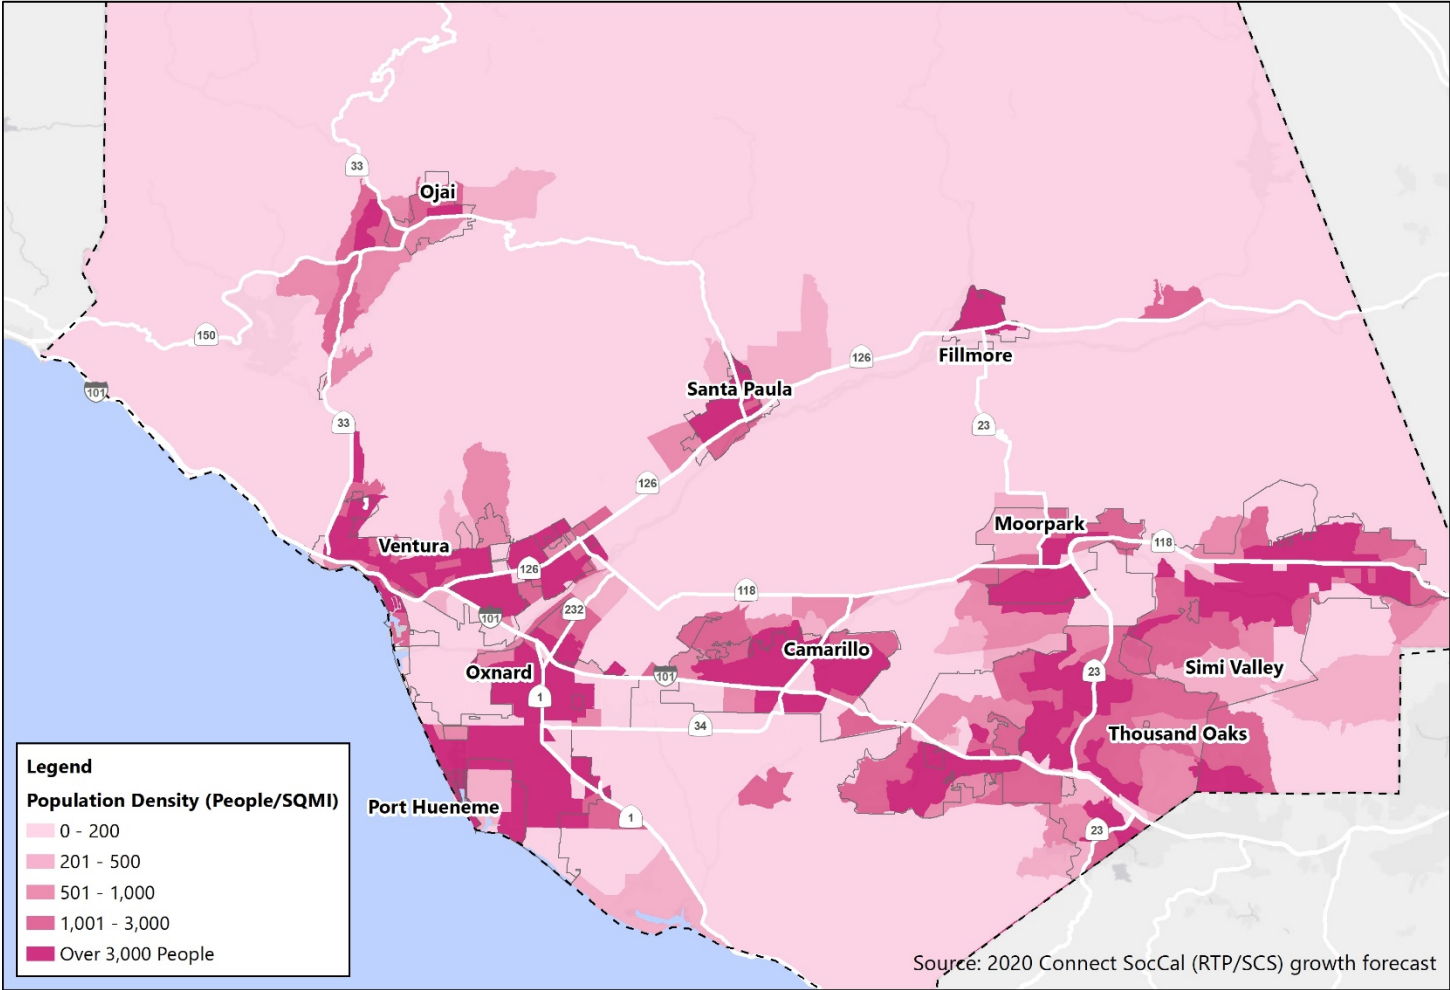 33
Ojai
150
126
Fillmore
Santa Paula
101
33
23
126
Moorpark
118
Ventura
126
118
232
101
Camarillo
Simi Valley
Oxnard
101
23
1
34
Thousand Oaks
Legend
Population Density (People/SQMI)
0 - 200
201 - 500
501 - 1,000
1,001 - 3,000
Over 3,000 People
Port Hueneme
1
23
Source: 2020 Connect SocCal (RTP/SCS) growth forecast